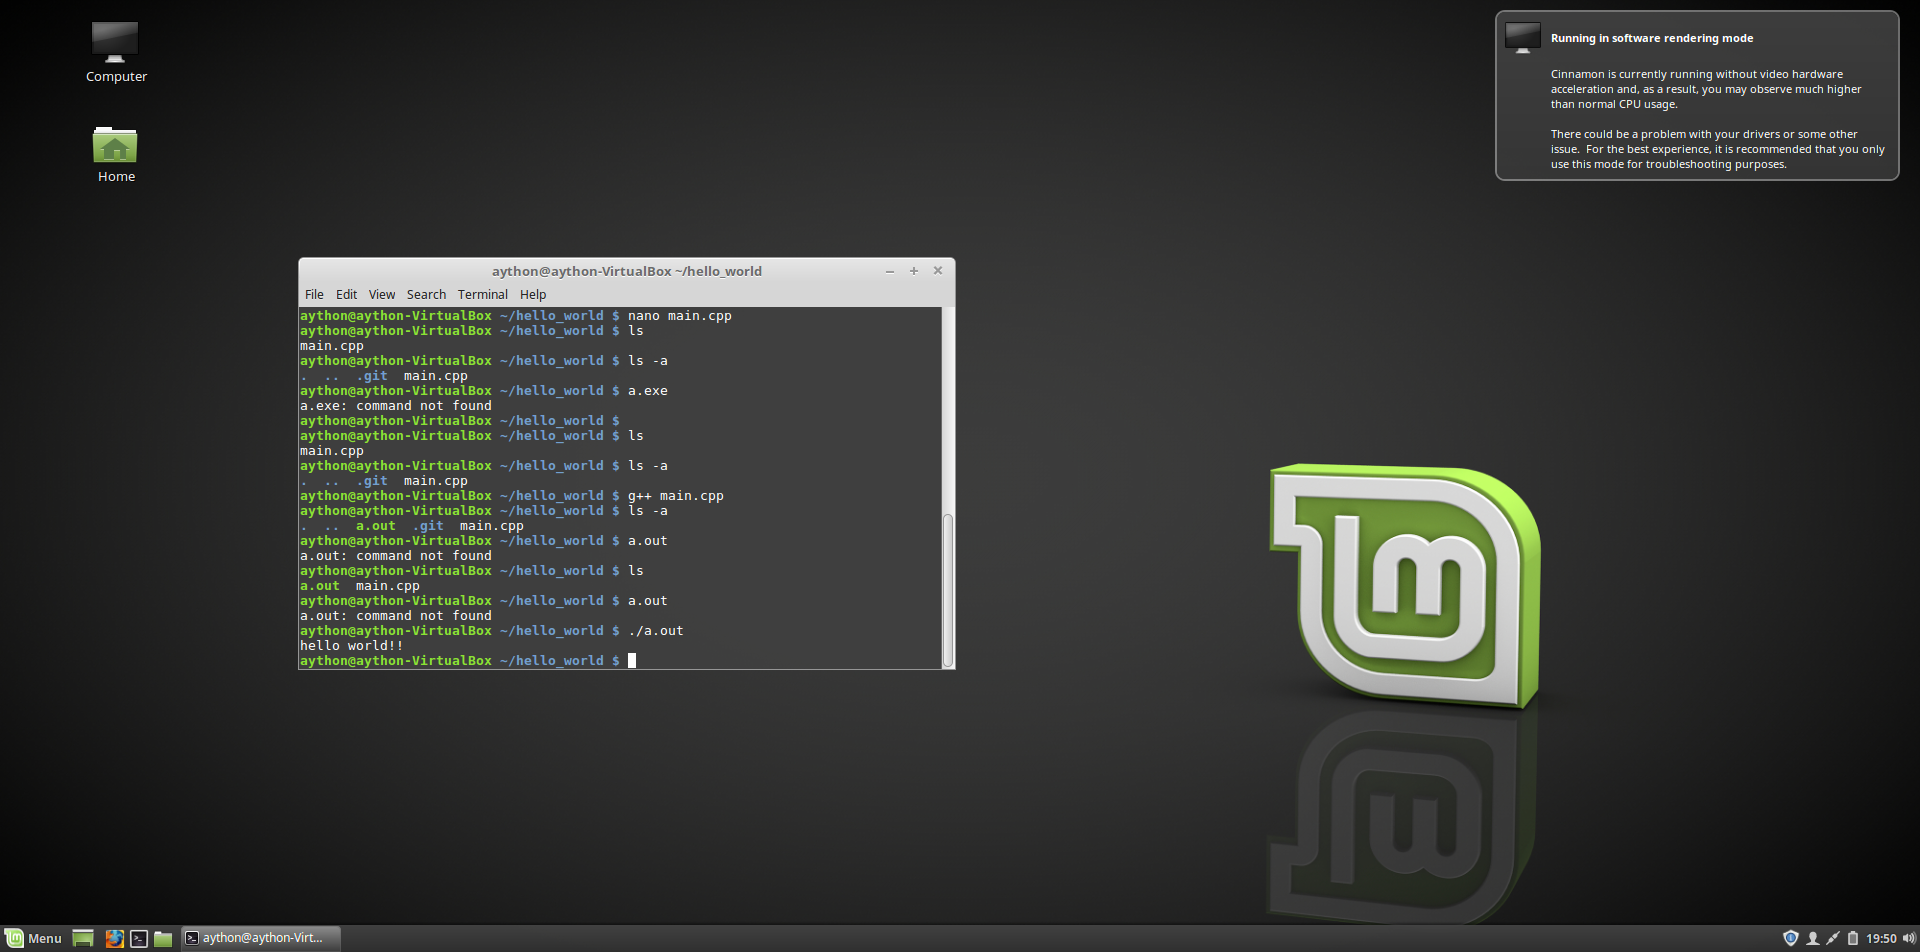 Computer
Home
Running in software rendering mode
Cinnamon is currently running without video hardware
acceleration and, as a result, you may observe much higher
than normal CPU usage.
There could be a problem with your drivers or some other
issue.  For the best experience, it is recommended that you only
use this mode for troubleshooting purposes.
aython@aython-VirtualBox ~/hello_world
File Edit View Search Terminal Help
aython@aython-VirtualBox ~/hello_world $ nano main.cpp
aython@aython-VirtualBox ~/hello_world $ ls
main.cpp
aython@aython-VirtualBox ~/hello_world $ ls -a
.  ..  .git  main.cpp
aython@aython-VirtualBox ~/hello_world $ a.exe
a.exe: command not found
aython@aython-VirtualBox ~/hello_world $
aython@aython-VirtualBox ~/hello_world $ ls
main.cpp
aython@aython-VirtualBox ~/hello_world $ ls -a
.  ..  .git  main.cpp
aython@aython-VirtualBox ~/hello_world $ g++ main.cpp
aython@aython-VirtualBox ~/hello_world $ ls -a
.  ..  a.out  .git  main.cpp
aython@aython-VirtualBox ~/hello_world $ a.out
a.out: command not found
aython@aython-VirtualBox ~/hello_world $ ls
a.out  main.cpp
aython@aython-VirtualBox ~/hello_world $ a.out
a.out: command not found
aython@aython-VirtualBox ~/hello_world $ ./a.out
hello world!!
aython@aython-VirtualBox ~/hello_world $
Menu aython@aython-Virt... 19:50